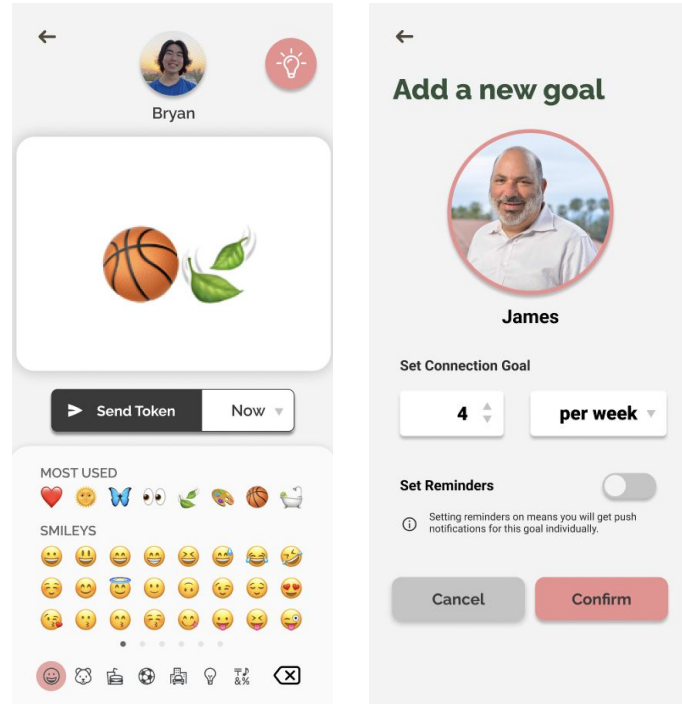 Bryan
Send Token
Now
MOST USED
SMILEYS
&%
Add a new goal
James
Set Connection Goal
4
per week
Set Reminders
Setting reminders on means you will get push
notifications for this goal individually.
Cancel
Confirm